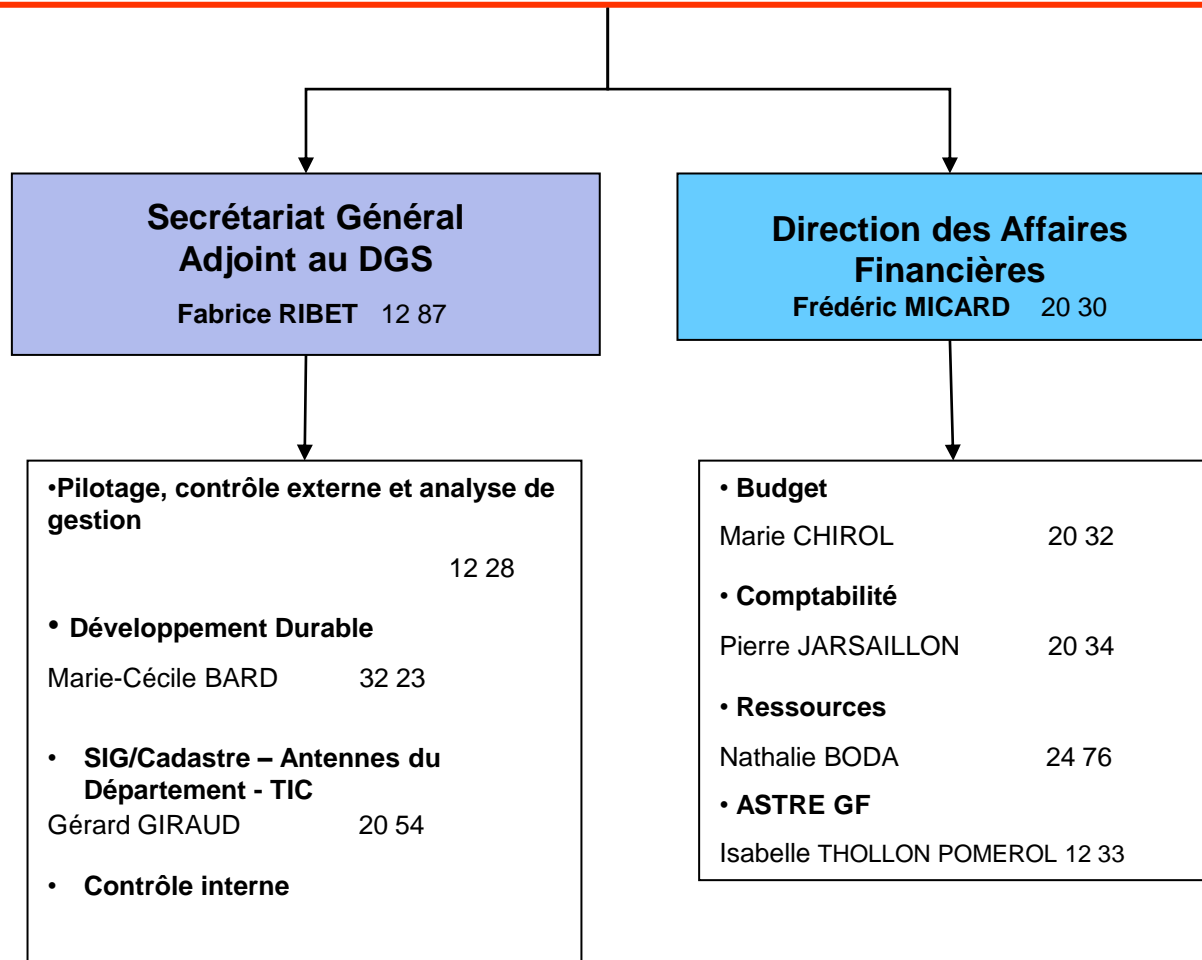 Secrétariat Général
Adjoint au DGS
Fabrice RIBET 12 87
•Pilotage, contrôle externe et analyse de
gestion
12 28
• Développement Durable
Marie-Cécile BARD 32 23
• SIG/Cadastre – Antennes du
Département - TIC
Gérard GIRAUD 20 54
• Contrôle interne
Direction des Affaires
Financières
Frédéric MICARD 20 30
• Budget
Marie CHIROL 20 32
• Comptabilité
Pierre JARSAILLON 20 34
• Ressources
Nathalie BODA 24 76
• ASTRE GF
Isabelle THOLLON POMEROL 12 33